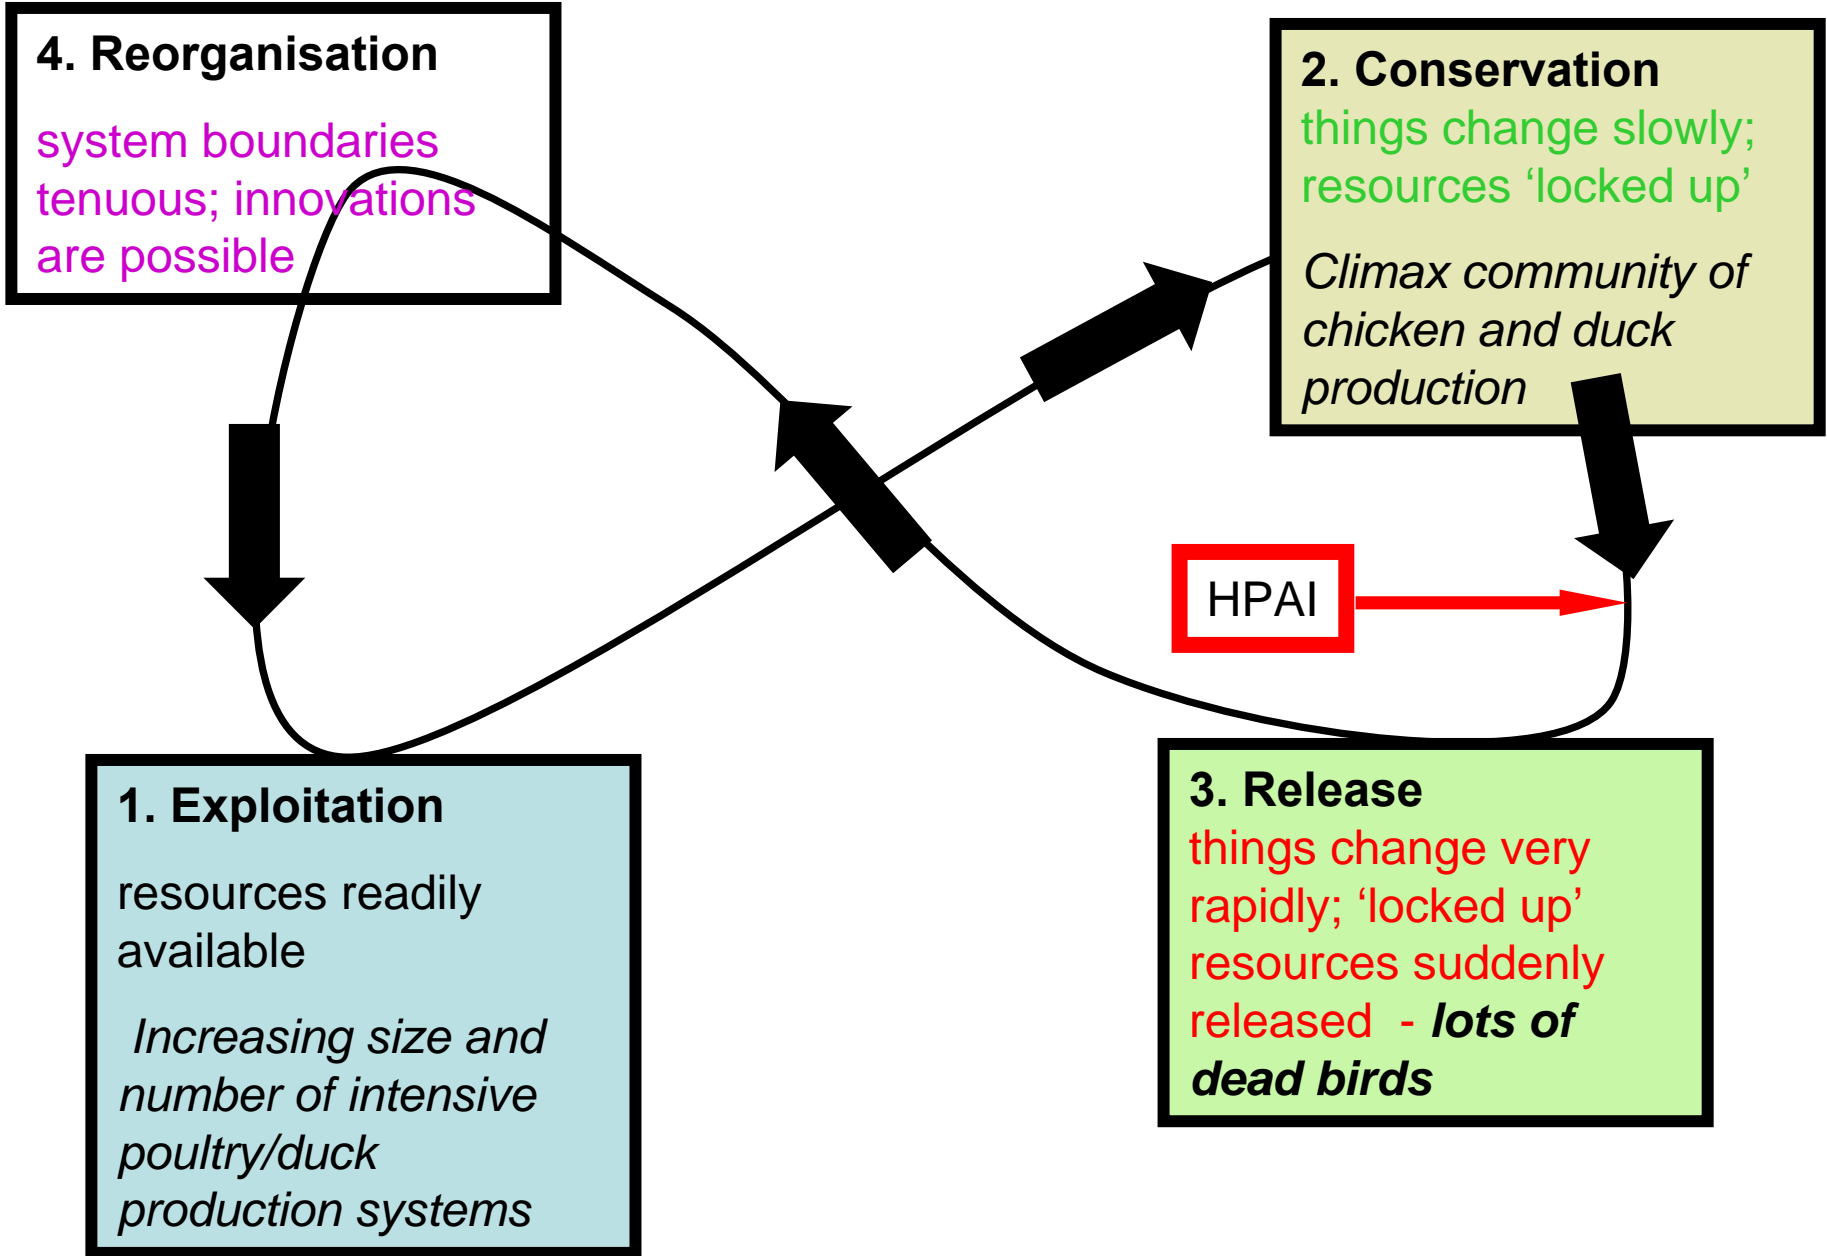 4. Reorganisation
system boundaries
tenuous; innovations
are possible
2. Conservation
things change slowly;
resources ‘locked up’
Climax community of
chicken and duck
production
HPAI
1. Exploitation
resources readily
available
Increasing size and
number of intensive
poultry/duck
production systems
3. Release
things change very
rapidly; ‘locked up’
resources suddenly
released - lots of
dead birds